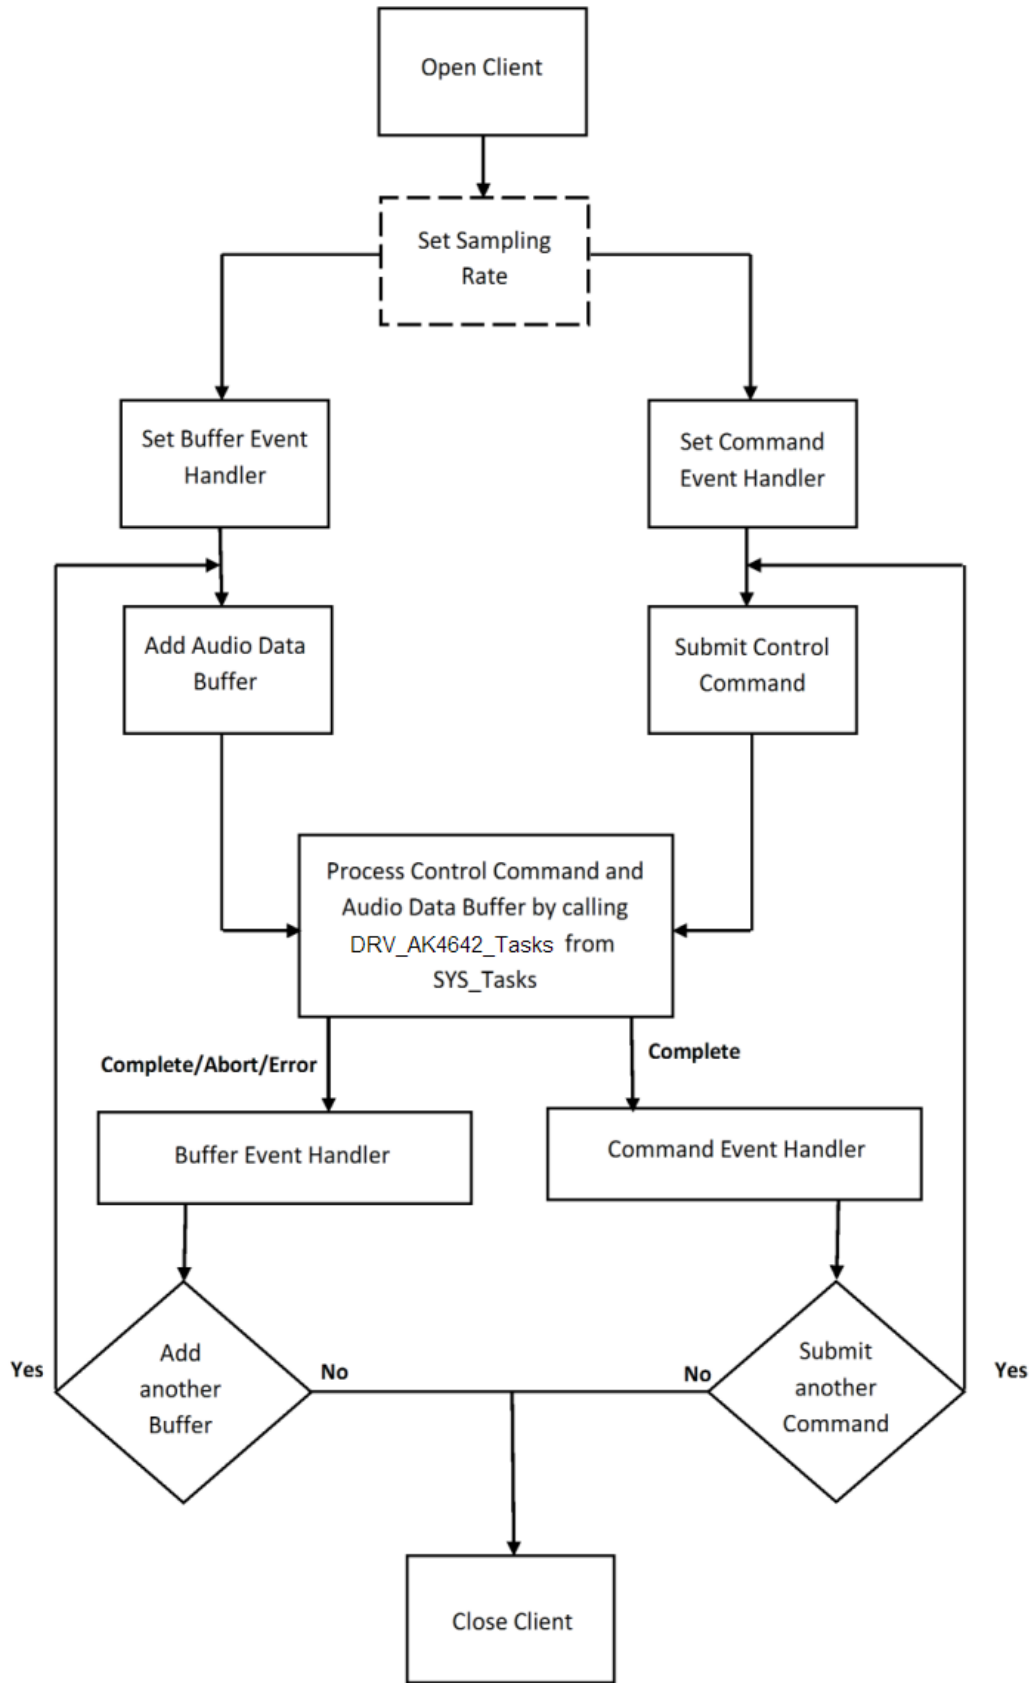 Open Client
Set Sampling
Rate
Set Buffer Event
Handler
Set Command
Event Handler
Add Audio Data
Buffer
Submit Control
Command
Process Control Command and
Audio Data Buffer by calling
DRV_AK4642_Tasks from
SYS_Tasks
Complete/Abort/Error
Complete
Buffer Event Handler
Command Event Handler
Yes
Add
another
Buffer
No
No
Submit
another
Command
Yes
Close Client